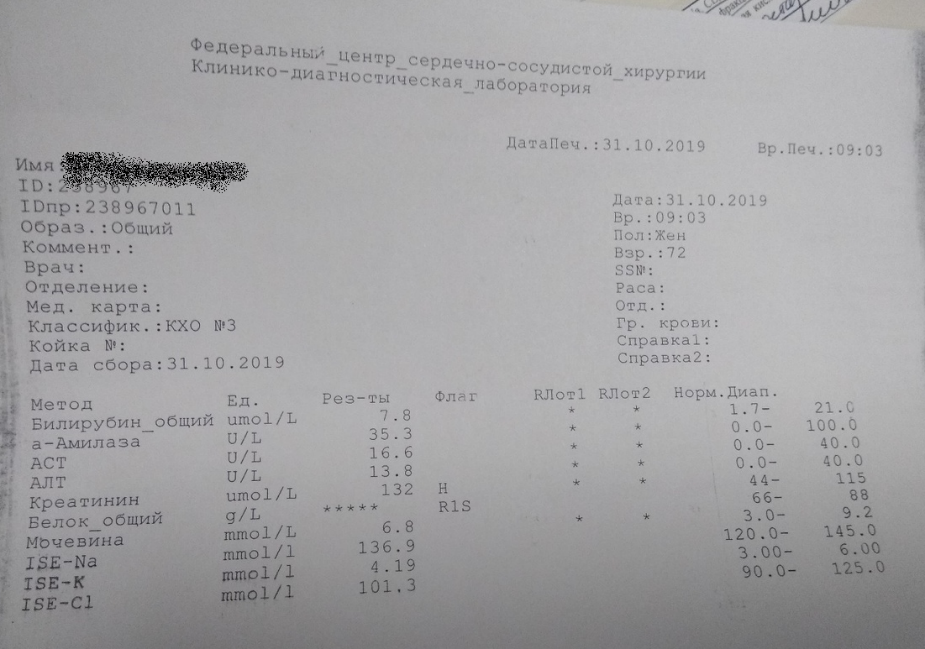 Федеральный_центр_сердечно-сосудистой_хирургии
Клинико-диагностическая_лаборатория
ДатаПеч.:31.10.2019 Вр.Печ.:09:03
Имя
ID:238967
IDпр:238967011
Образ.:Общий
Коммент.:
Врач:
Отделение:
Мед. карта:
Классифик.:КХО №3
Койка №:
Дата сбора:31.10.2019
Дата:31.10.2019
Вр.:09:03
Пол:Жен
Взр.:72
SS№:
Раса:
Отд.:
Гр. крови:
Справка1:
Справка2:
Метод Ед. Рез-ты Флаг RЛот1 RЛот2 Норм.Диап.
Билирубин_общий umol/L 7.8 * * 1.7- 21.0
а-Амилаза U/L 35.3 * * 0.0- 100.0
АСТ U/L 16.6 * * 0.0- 40.0
АЛТ U/L 13.8 * * 0.0- 40.0
Креатинин umol/L 132 H * * 44- 115
Белок_общий g/L ***** R1S 66- 88
Мочевина mmol/L 6.8 * * 3.0- 9.2
ISE-Na mmol/l 136.9 120.0- 145.0
ISE-K mmol/l 4.19 3.00- 6.00
ISE-Cl mmol/l 101.3 90.0- 125.0